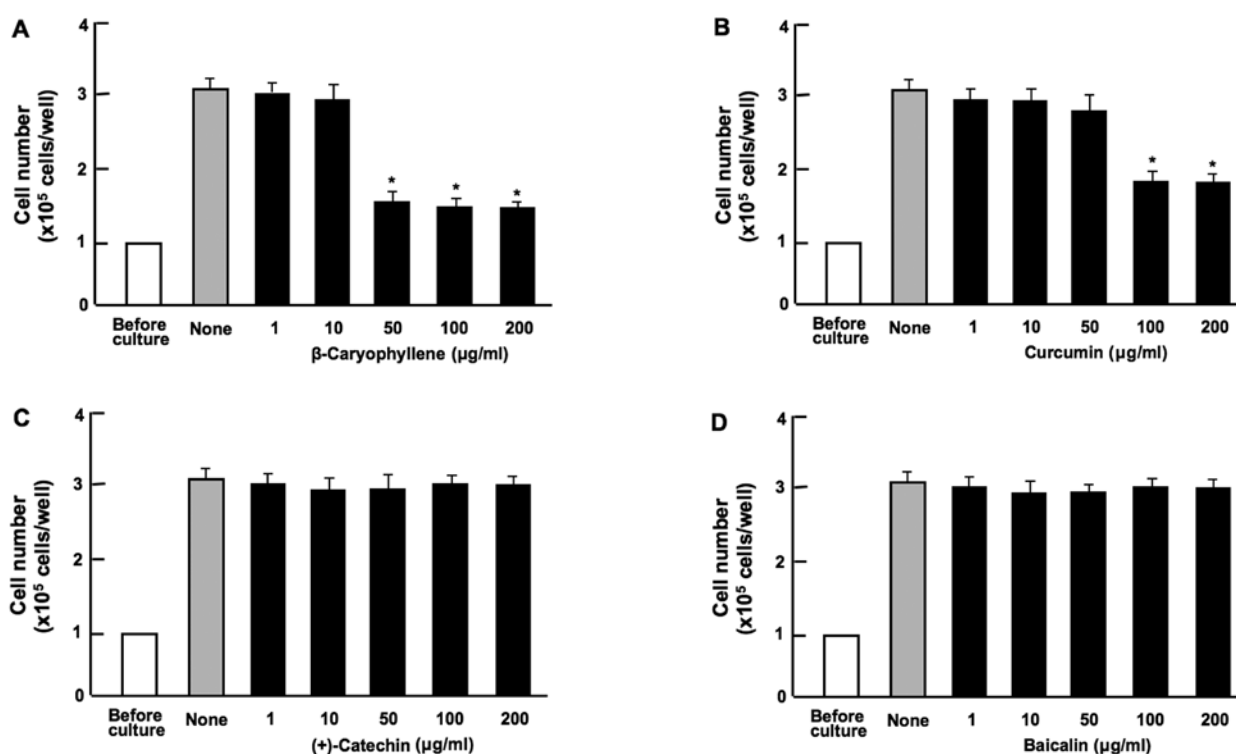 A
Cell number
(x10⁵ cells/well)
4
3
2
1
0
* * *
Before culture None 1 10 50 100 200
β-Caryophyllene (μg/ml)
B
Cell number
(x10⁵ cells/well)
4
3
2
1
0
* *
Before culture None 1 10 50 100 200
Curcumin (μg/ml)
C
Cell number
(x10⁵ cells/well)
4
3
2
1
0
Before culture None 1 10 50 100 200
(+)-Catechin (μg/ml)
D
Cell number
(x10⁵ cells/well)
4
3
2
1
0
Before culture None 1 10 50 100 200
Baicalin (μg/ml)